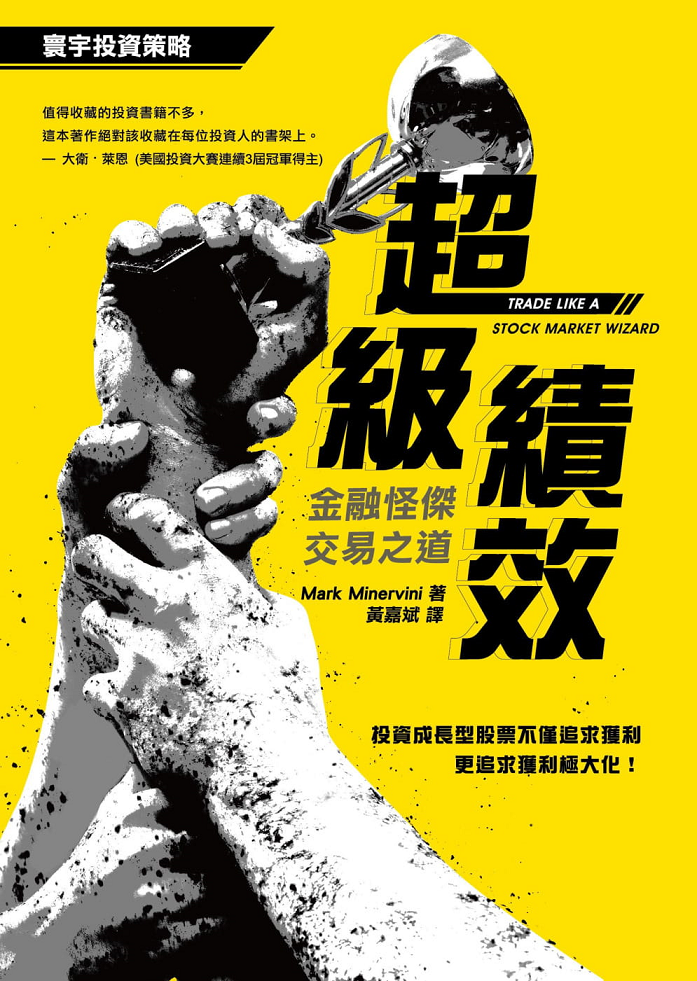 寰宇投資策略
值得收藏的投資書籍不多，
這本著作絕對該收藏在每位投資人的書架上。
— 大衛．萊恩 (美國投資大賽連續3屆冠軍得主)
超級績效
TRADE LIKE A
STOCK MARKET WIZARD
金融怪傑
交易之道
Mark Minervini 著
黃嘉斌 譯
投資成長型股票不僅追求獲利
更追求獲利極大化！